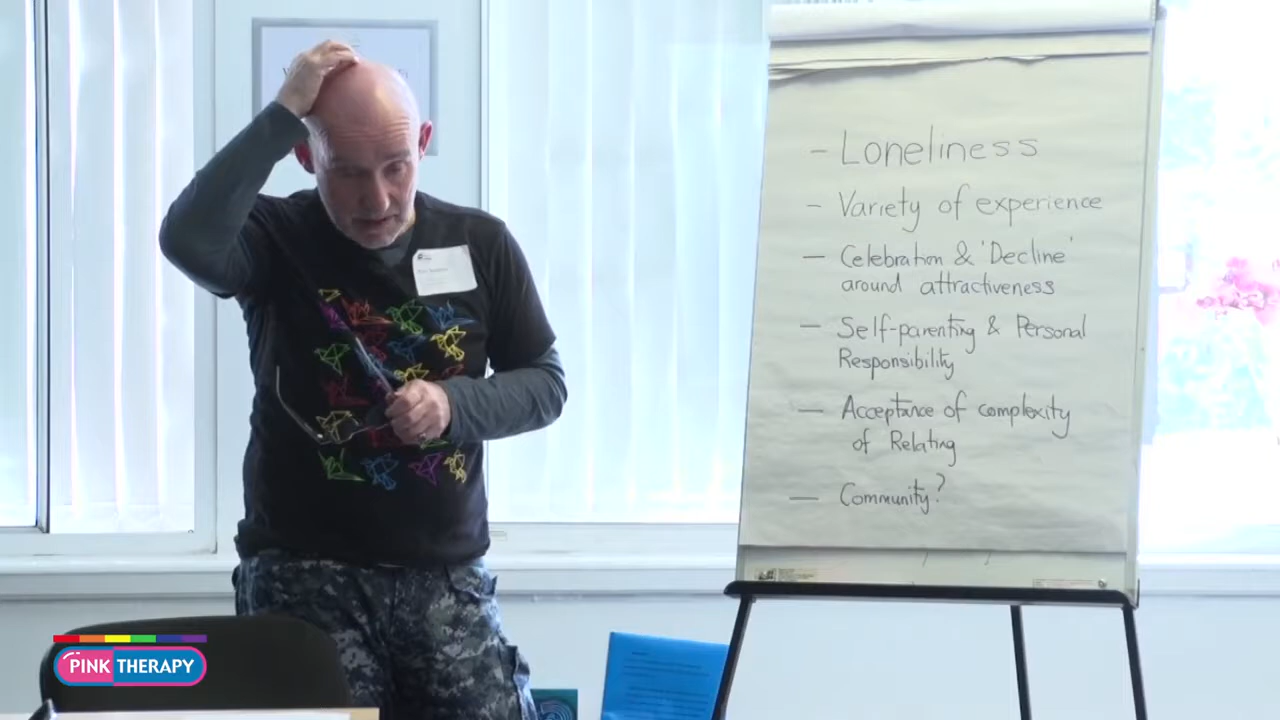 – Loneliness
– Variety of experience
– Celebration & 'Decline'
around attractiveness
– Self-parenting & Personal
Responsibility
– Acceptance of complexity
of Relating
– Community?
PINK THERAPY